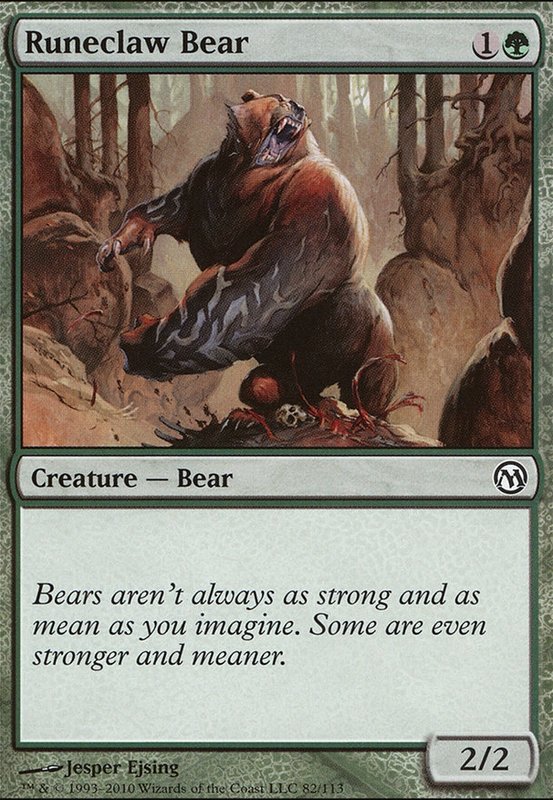 Runeclaw Bear 1
Creature — Bear
Bears aren't always as strong and as
mean as you imagine. Some are even
stronger and meaner.
2/2
Jesper Ejsing
™ & © 1993–2010 Wizards of the Coast LLC 82/113